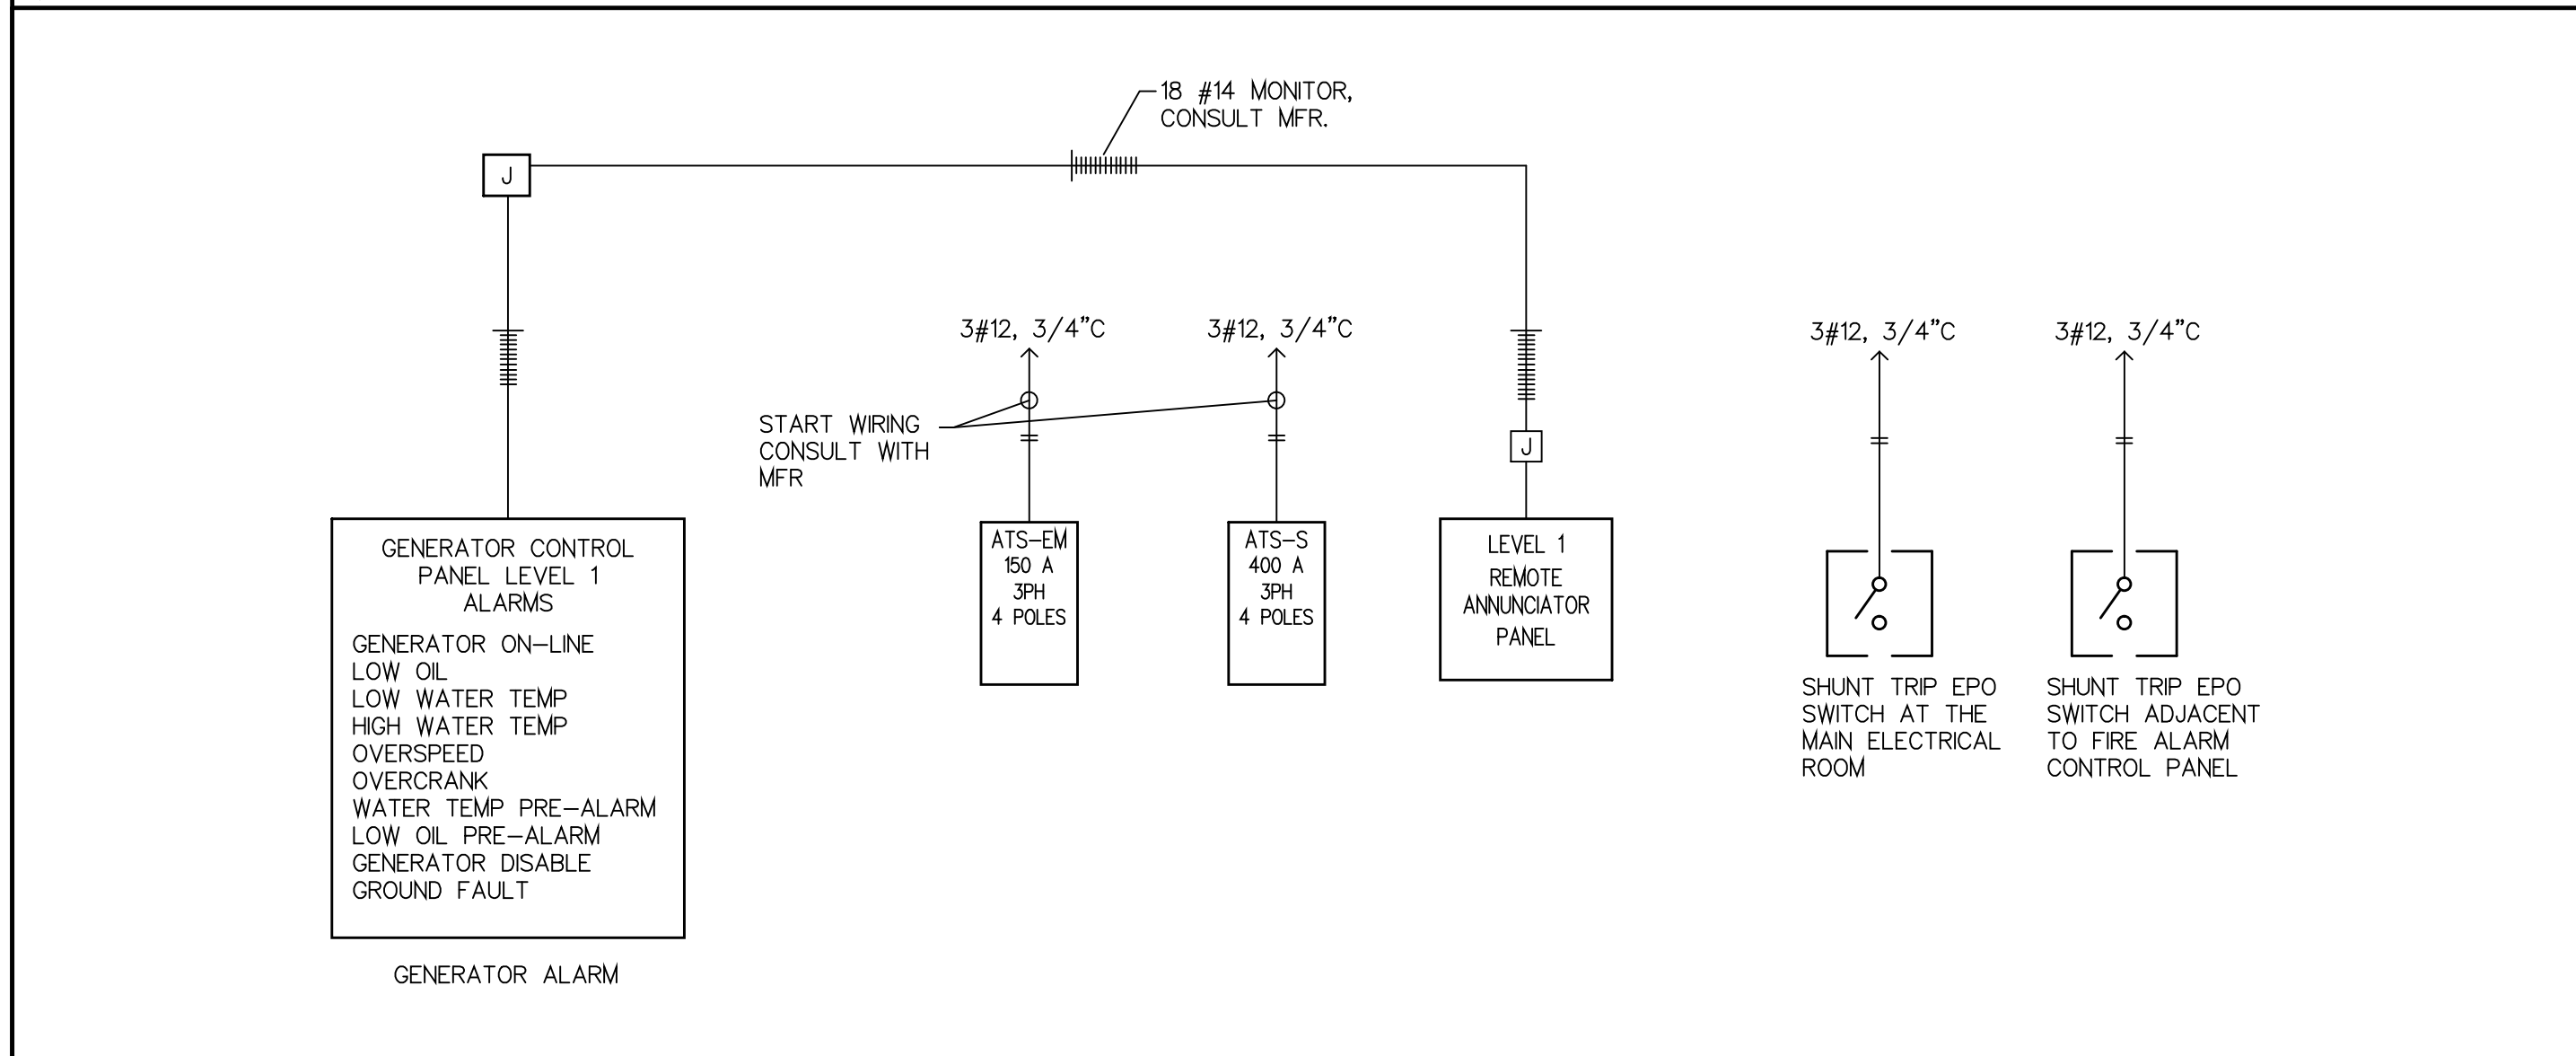 18 #14 MONITOR,
CONSULT MFR.
J
3#12, 3/4"C
3#12, 3/4"C
3#12, 3/4"C
3#12, 3/4"C
START WIRING
CONSULT WITH
MFR
J
GENERATOR CONTROL
PANEL LEVEL 1
ALARMS
GENERATOR ON-LINE
LOW OIL
LOW WATER TEMP
HIGH WATER TEMP
OVERSPEED
OVERCRANK
WATER TEMP PRE-ALARM
LOW OIL PRE-ALARM
GENERATOR DISABLE
GROUND FAULT
GENERATOR ALARM
ATS-EM
150 A
3PH
4 POLES
ATS-S
400 A
3PH
4 POLES
LEVEL 1
REMOTE
ANNUNCIATOR
PANEL
SHUNT TRIP EPO
SWITCH AT THE
MAIN ELECTRICAL
ROOM
SHUNT TRIP EPO
SWITCH ADJACENT
TO FIRE ALARM
CONTROL PANEL